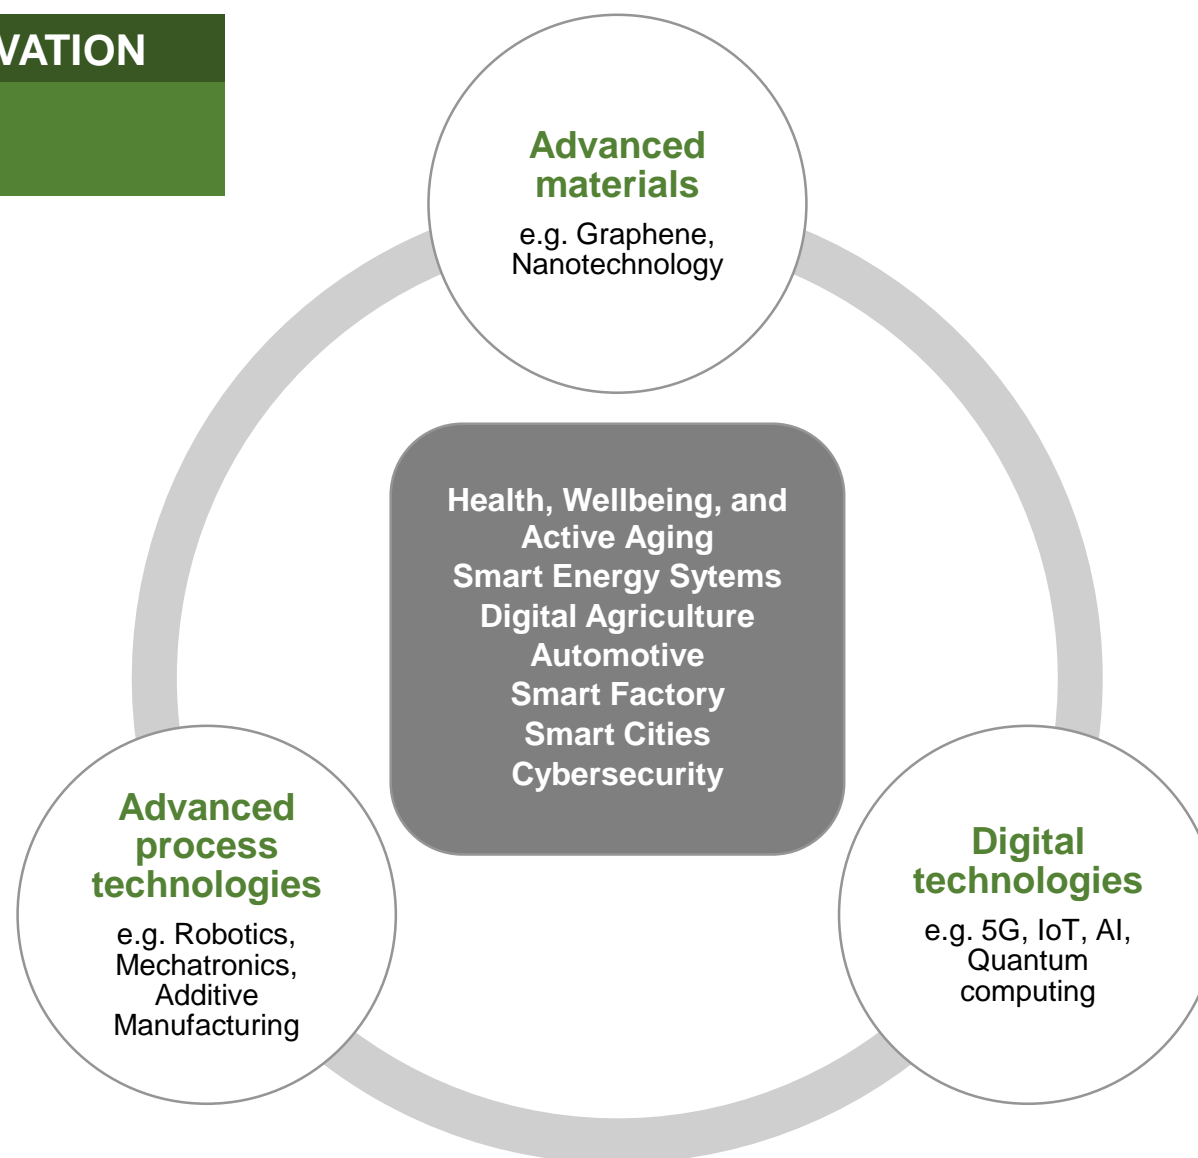 VATION
Advanced
materials
e.g. Graphene,
Nanotechnology
Health, Wellbeing, and
Active Aging
Smart Energy Sytems
Digital Agriculture
Automotive
Smart Factory
Smart Cities
Cybersecurity
Advanced
process
technologies
e.g. Robotics,
Mechatronics,
Additive
Manufacturing
Digital
technologies
e.g. 5G, IoT, AI,
Quantum
computing